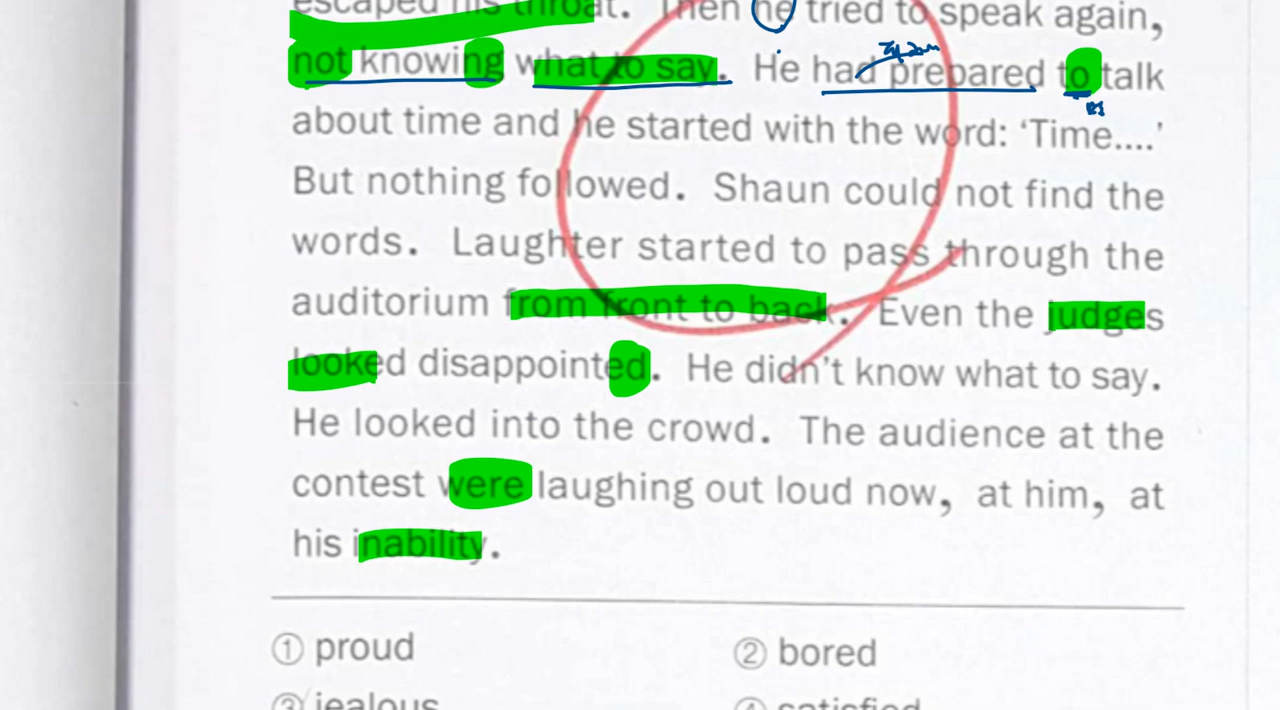 escaped his throat. Then he tried to speak again,
not knowing what to say. He had prepared to talk
about time and he started with the word: ‘Time....’
But nothing followed. Shaun could not find the
words. Laughter started to pass through the
auditorium from front to back. Even the judges
looked disappointed. He didn’t know what to say.
He looked into the crowd. The audience at the
contest were laughing out loud now, at him, at
his inability.
① proud
② bored
③ jealous
④ satisfied